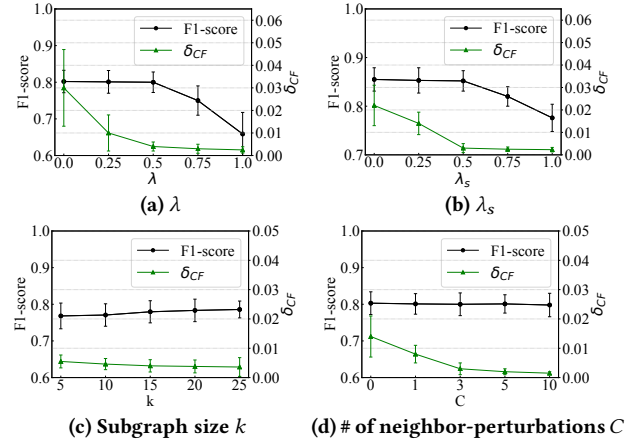 1.0
0.9
0.8
0.7
0.6
F1-score
F1-score
δCF
0.06
0.05
0.04
0.03
0.02
0.01
0.00
δCF
0.0 0.25 0.5 0.75 1.0
λ
(a) λ
1.0
0.9
0.8
0.7
F1-score
F1-score
δCF
0.06
0.05
0.04
0.03
0.02
0.01
0.00
δCF
0.0 0.25 0.5 0.75 1.0
λs
(b) λs
1.0
0.9
0.8
0.7
0.6
F1-score
F1-score
δCF
0.05
0.04
0.03
0.02
0.01
0.00
δCF
5 10 15 20 25
k
(c) Subgraph size k
1.0
0.9
0.8
0.7
0.6
F1-score
F1-score
δCF
0.05
0.04
0.03
0.02
0.01
0.00
δCF
0 1 3 5 10
C
(d) # of neighbor-perturbations C